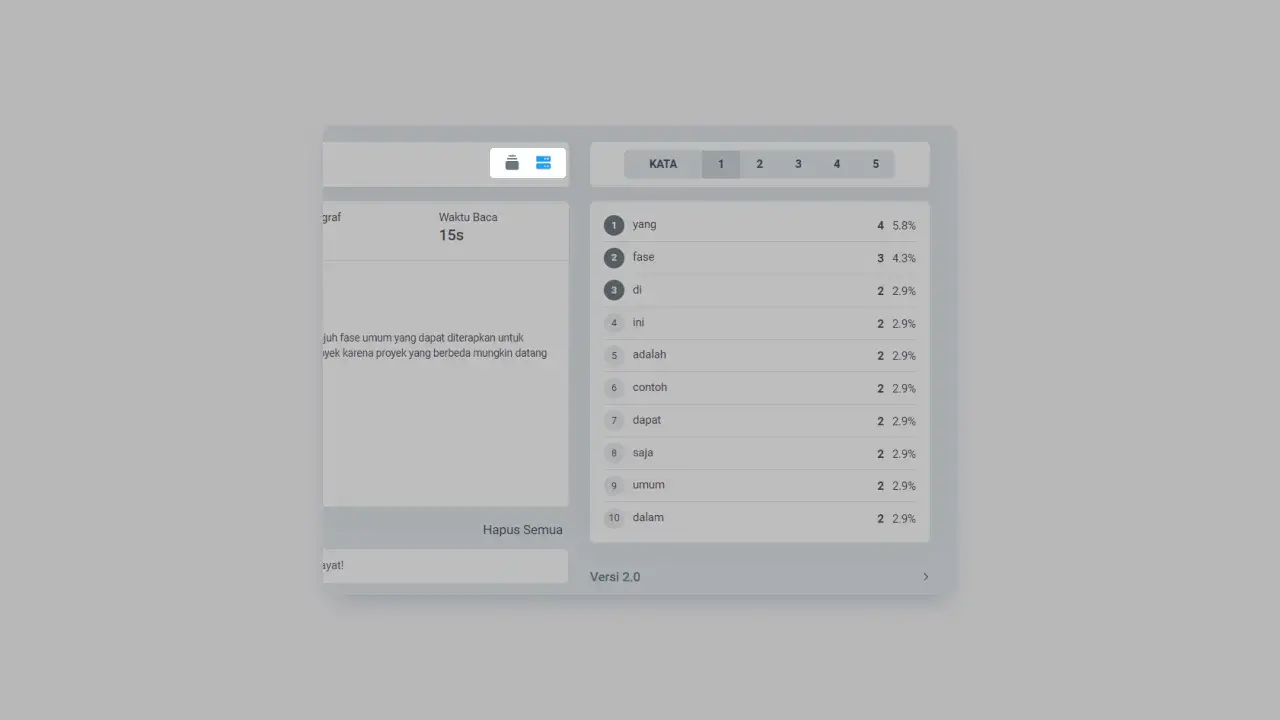 graf
Waktu Baca
15s
juh fase umum yang dapat diterapkan untuk
yek karena proyek yang berbeda mungkin datang
Hapus Semua
ayat!
KATA 1 2 3 4 5
1 yang 4 5.8%
2 fase 3 4.3%
3 di 2 2.9%
4 ini 2 2.9%
5 adalah 2 2.9%
6 contoh 2 2.9%
7 dapat 2 2.9%
8 saja 2 2.9%
9 umum 2 2.9%
10 dalam 2 2.9%
Versi 2.0